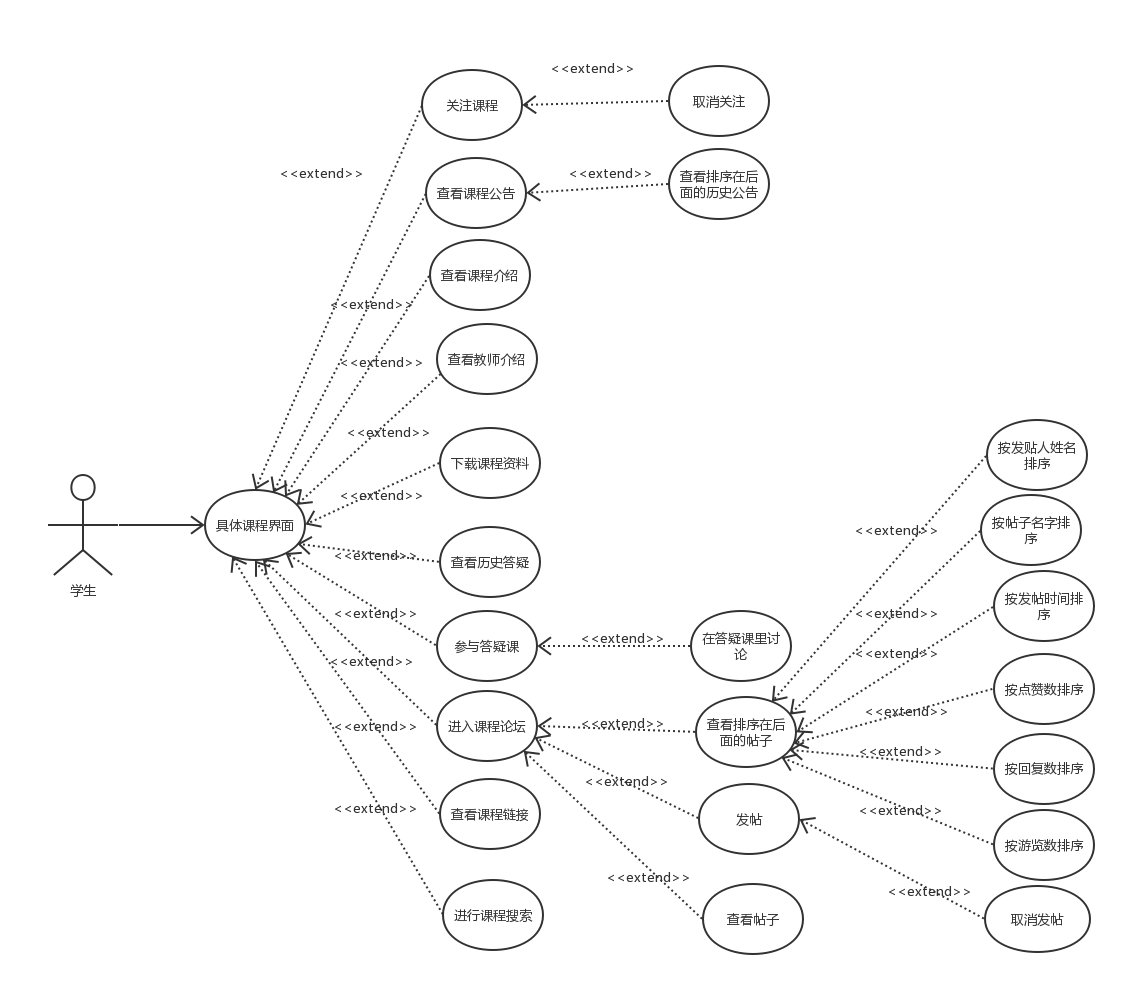 <<extend>>
关注课程
取消关注
<<extend>>
<<extend>>
查看课程公告
查看排序在后
面的历史公告
查看课程介绍
<<extend>>
查看教师介绍
<<extend>>
<<extend>>
下载课程资料
<<extend>>
按发贴人姓名
排序
具体课程界面
学生
<<extend>>
查看历史答疑
<<extend>>
按帖子名字排
序
<<extend>>
参与答疑课
<<extend>>
在答疑课里讨
论
<<extend>>
按发帖时间排
序
<<extend>>
<<extend>>
按点赞数排序
<<extend>>
<<extend>>
进入课程论坛
<<extend>>
查看排序在后
面的帖子
<<extend>>
按回复数排序
<<extend>>
查看课程链接
<<extend>>
发帖
<<extend>>
按游览数排序
<<extend>>
进行课程搜索
<<extend>>
查看帖子
<<extend>>
取消发帖